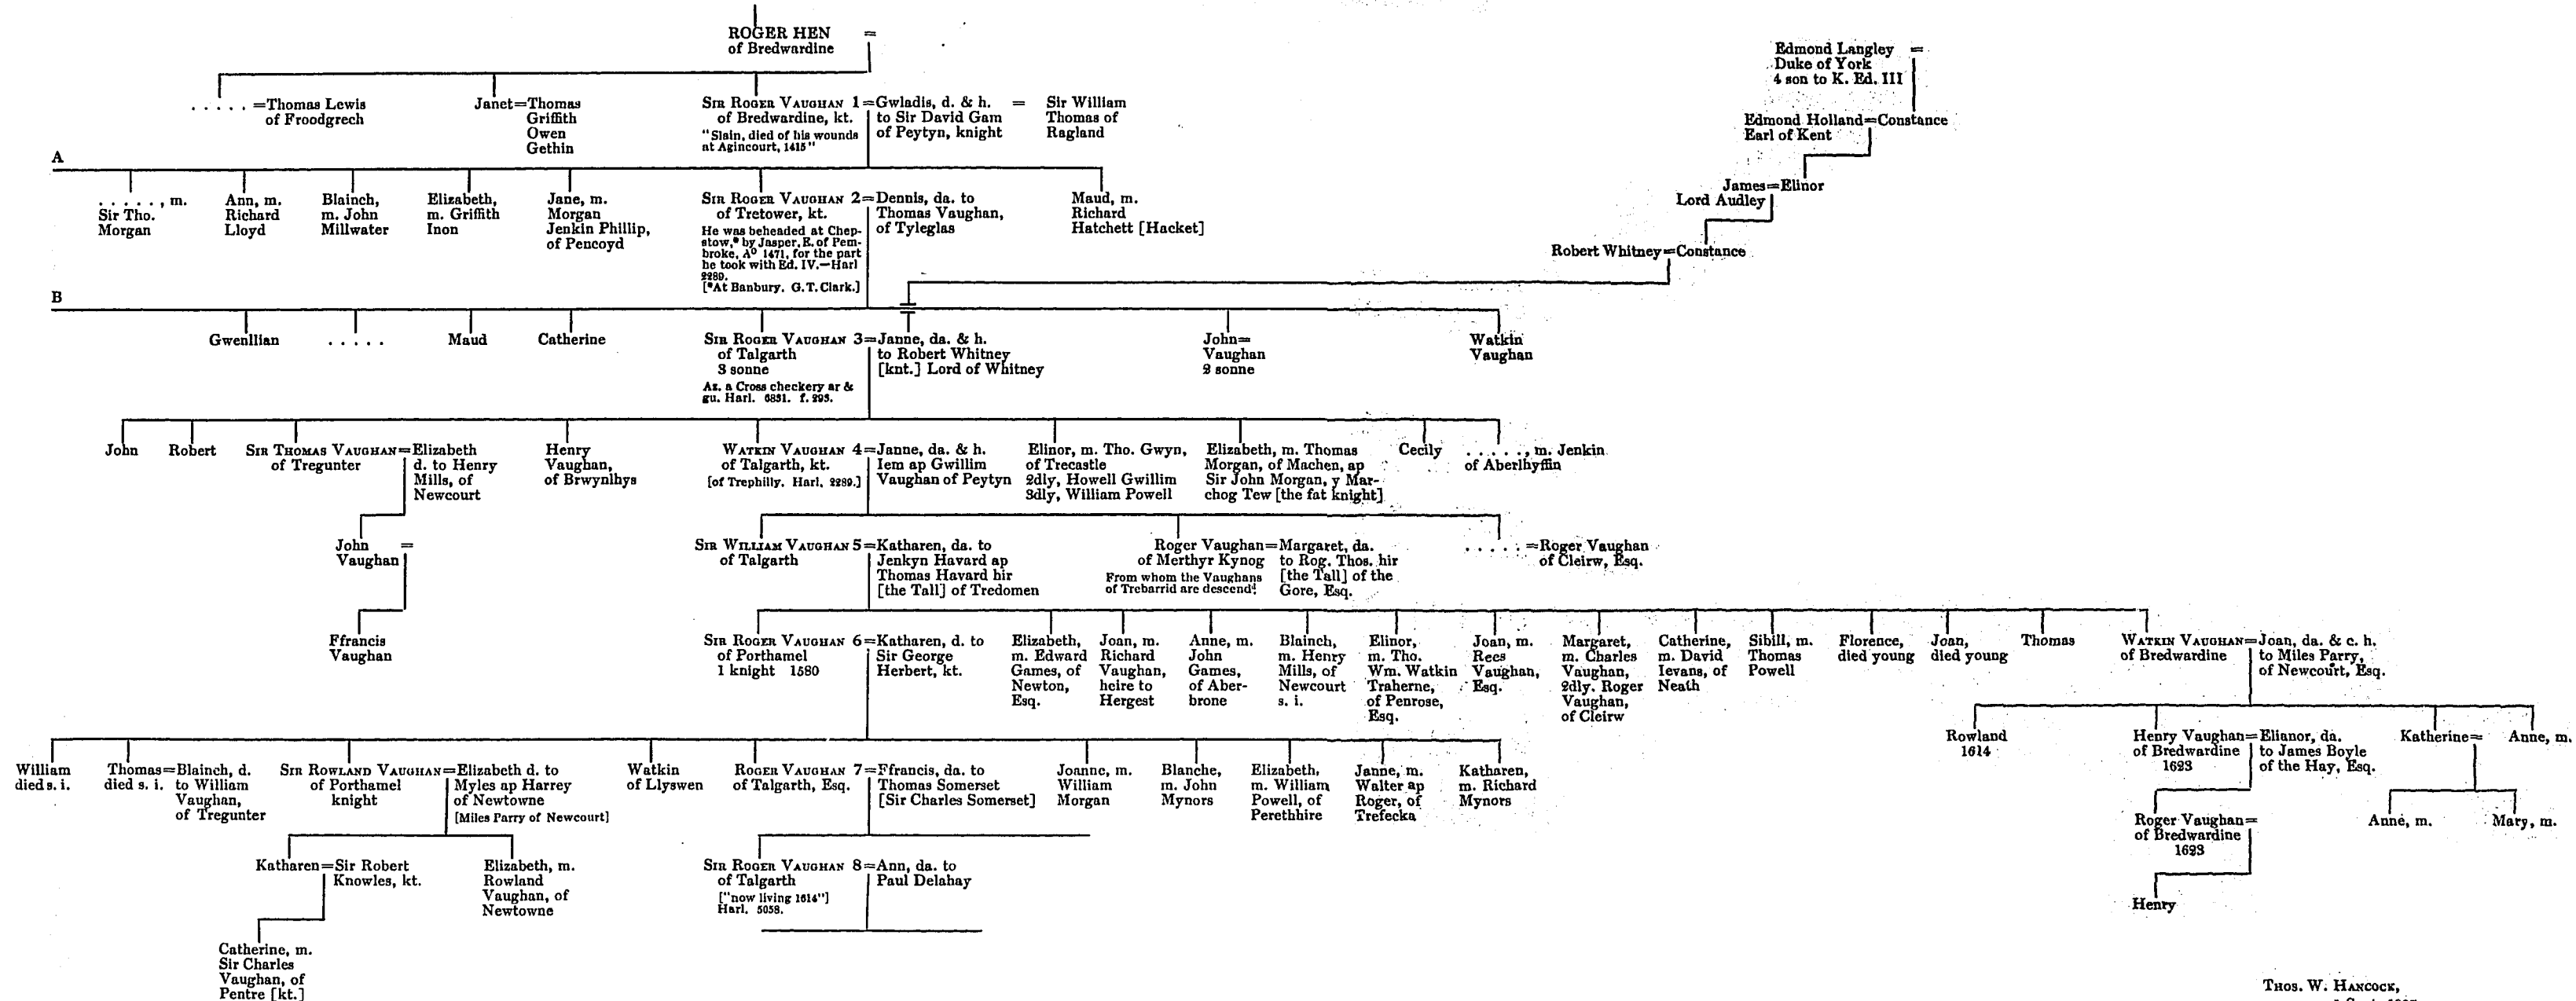 ROGER HEN =
of Bredwardine
Edmond Langley =
Duke of York
4 son to K. Ed. III
. . . . . =Thomas Lewis
of Froodgrech
Janet=Thomas
Griffith
Owen
Gethin
SIR ROGER VAUGHAN 1=Gwladis, d. & h. = Sir William
of Bredwardine, kt. to Sir David Gam Thomas of
"Slain, died of his wounds of Peytyn, knight Ragland
at Agincourt, 1415"
Edmond Holland=Constance
Earl of Kent
A
. . . . . , m.
Sir Tho.
Morgan
Ann, m.
Richard
Lloyd
Blainch,
m. John
Millwater
Elizabeth,
m. Griffith
Inon
Jane, m.
Morgan
Jenkin Phillip,
of Pencoyd
SIR ROGER VAUGHAN 2=Dennis, da. to
of Tretower, kt. Thomas Vaughan,
of Tyleglas
He was beheaded at Chep-
stow,* by Jasper, E. of Pem-
broke, Aº 1471, for the part
he took with Ed. IV.—Harl
2289.
[*At Banbury. G.T. Clark.]
Maud, m.
Richard
Hatchett [Hacket]
James=Elinor
Lord Audley
Robert Whitney=Constance
B
Gwenllian
. . . . .
Maud
Catherine
SIR ROGER VAUGHAN 3=Janne, da. & h.
of Talgarth to Robert Whitney
3 sonne [knt.] Lord of Whitney
Az. a Cross checkery ar &
gu. Harl. 6831. f. 293.
John=
Vaughan
2 sonne
Watkin
Vaughan
John
Robert
SIR THOMAS VAUGHAN=Elizabeth
of Tregunter d. to Henry
Mills, of
Newcourt
Henry
Vaughan,
of Brwynlhys
WATKIN VAUGHAN 4=Janne, da. & h.
of Talgarth, kt. Iem ap Gwillim
[of Trephilly. Harl. 2289.] Vaughan of Peytyn
Elinor, m. Tho. Gwyn,
of Trecastle
2dly, Howell Gwillim
3dly, William Powell
Elizabeth, m. Thomas
Morgan, of Machen, ap
Sir John Morgan, y Mar-
chog Tew [the fat knight]
Cecily
. . . . ., m. Jenkin
of Aberlhyffin
John =
Vaughan
SIR WILLIAM VAUGHAN 5=Katharen, da. to
of Talgarth Jenkyn Havard ap
Thomas Havard hir
[the Tall] of Tredomen
Roger Vaughan=Margaret, da.
of Merthyr Kynog to Rog. Thos. hir
From whom the Vaughans [the Tall] of the
of Trebarrid are descend! Gore, Esq.
. . . . . =Roger Vaughan
of Cleirw, Esq.
Ffrancis
Vaughan
SIR ROGER VAUGHAN 6=Katharen, d. to
of Porthamel Sir George
1 knight 1580 Herbert, kt.
Elizabeth,
m. Edward
Games, of
Newton,
Esq.
Joan, m.
Richard
Vaughan,
heire to
Hergest
Anne, m.
John
Games,
of Aber-
brone
Blainch,
m. Henry
Mills, of
Newcourt
s. i.
Elinor,
m. Tho.
Wm. Watkin
Traherne,
of Penrose,
Esq.
Joan, m.
Rees
Vaughan,
Esq.
Margaret,
m. Charles
Vaughan,
2dly. Roger
Vaughan,
of Cleirw
Catherine,
m. David
Ievans, of
Neath
Sibill, m.
Thomas
Powell
Florence,
died young
Joan,
died young
Thomas
WATKIN VAUGHAN=Joan, da. & c. h.
of Bredwardine to Miles Parry,
of Newcourt, Esq.
William
died s. i.
Thomas=Blainch, d.
died s. i. to William
Vaughan,
of Tregunter
SIR ROWLAND VAUGHAN=Elizabeth d. to
of Porthamel Myles ap Harrey
knight of Newtowne
[Miles Parry of Newcourt]
Watkin
of Llyswen
ROGER VAUGHAN 7=Ffrancis, da. to
of Talgarth, Esq. Thomas Somerset
[Sir Charles Somerset]
Joanne, m.
William
Morgan
Blanche,
m. John
Mynors
Elizabeth,
m. William
Powell, of
Perethhire
Janne, m.
Walter ap
Roger, of
Trefecka
Katharen,
m. Richard
Mynors
Rowland
1614
Henry Vaughan=Elianor, da.
of Bredwardine to James Boyle
1623 of the Hay, Esq.
Katherine=
Anne, m.
Roger Vaughan=
of Bredwardine
1623
Anne, m.
Mary, m.
Katharen=Sir Robert
Knowles, kt.
Elizabeth, m.
Rowland
Vaughan, of
Newtowne
SIR ROGER VAUGHAN 8=Ann, da. to
of Talgarth Paul Delahay
["now living 1614"]
Harl. 5058.
Henry
Catherine, m.
Sir Charles
Vaughan, of
Pentre [kt.]
THOS. W. HANCOCK,